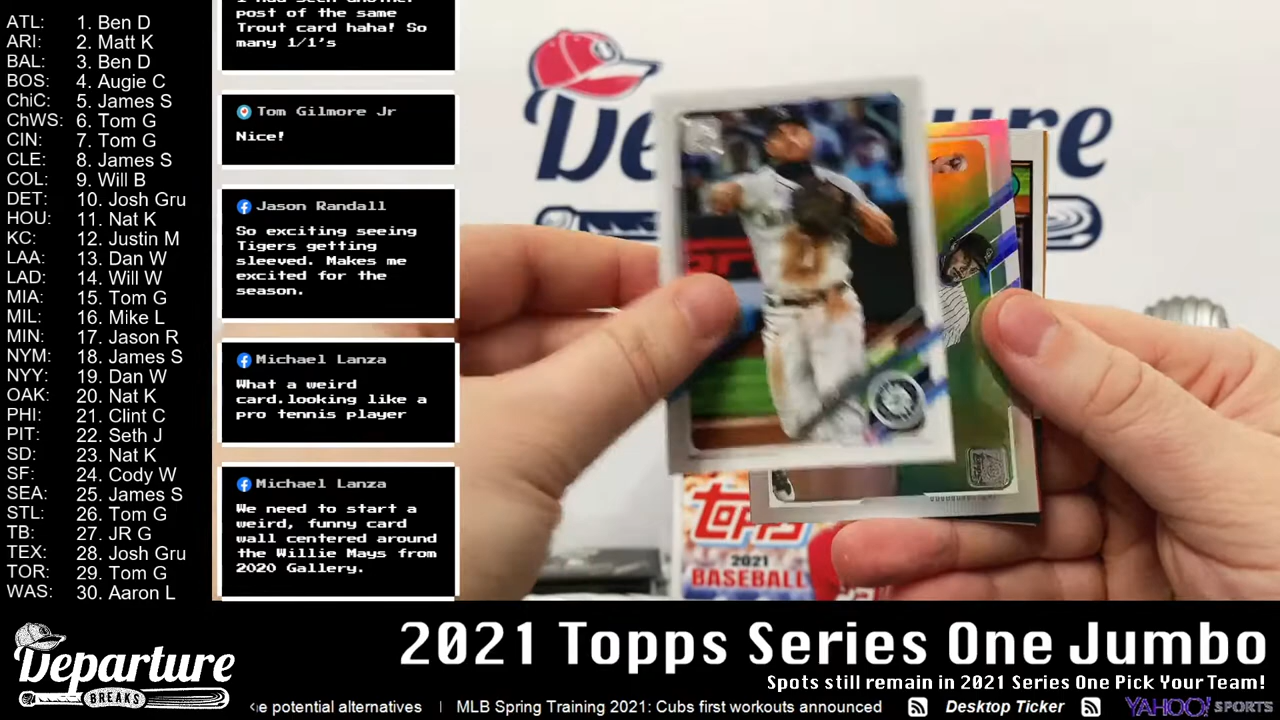 ATL: 1. Ben D
ARI: 2. Matt K
BAL: 3. Ben D
BOS: 4. Augie C
ChiC: 5. James S
ChWS: 6. Tom G
CIN: 7. Tom G
CLE: 8. James S
COL: 9. Will B
DET: 10. Josh Gru
HOU: 11. Nat K
KC: 12. Justin M
LAA: 13. Dan W
LAD: 14. Will W
MIA: 15. Tom G
MIL: 16. Mike L
MIN: 17. Jason R
NYM: 18. James S
NYY: 19. Dan W
OAK: 20. Nat K
PHI: 21. Clint C
PIT: 22. Seth J
SD: 23. Nat K
SF: 24. Cody W
SEA: 25. James S
STL: 26. Tom G
TB: 27. JR G
TEX: 28. Josh Gru
TOR: 29. Tom G
WAS: 30. Aaron L
post of the same
Trout card haha! So
many 1/1's
Tom Gilmore Jr
Nice!
Jason Randall
So exciting seeing
Tigers getting
sleeved. Makes me
excited for the
season.
Michael Lanza
What a weird
card.looking like a
pro tennis player
Michael Lanza
We need to start a
weird, funny card
wall centered around
the Willie Mays from
2020 Gallery.
De ure
Topps
2021
BASEBALL
Departure
BREAKS
2021 Topps Series One Jumbo
Spots still remain in 2021 Series One Pick Your Team!
e potential alternatives | MLB Spring Training 2021: Cubs first workouts announced Desktop Ticker YAHOO! SPORTS